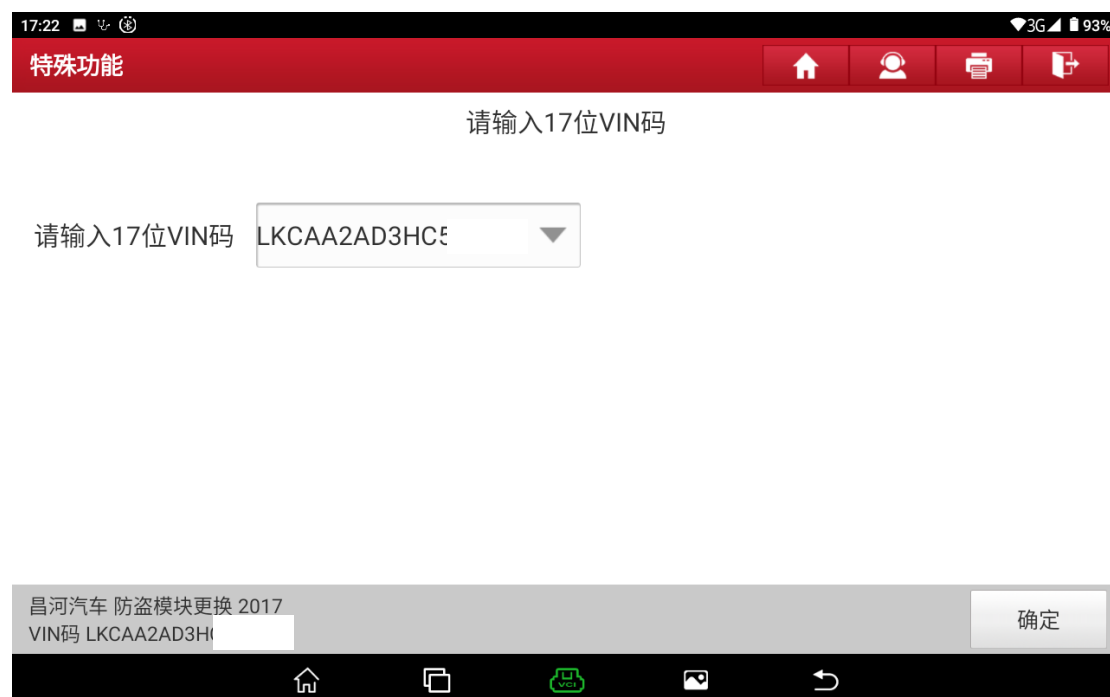 17:22 3G 93%
特殊功能
请输入17位VIN码
请输入17位VIN码 LKCAA2AD3HC5
昌河汽车 防盗模块更换 2017
VIN码 LKCAA2AD3H
确定
VCI